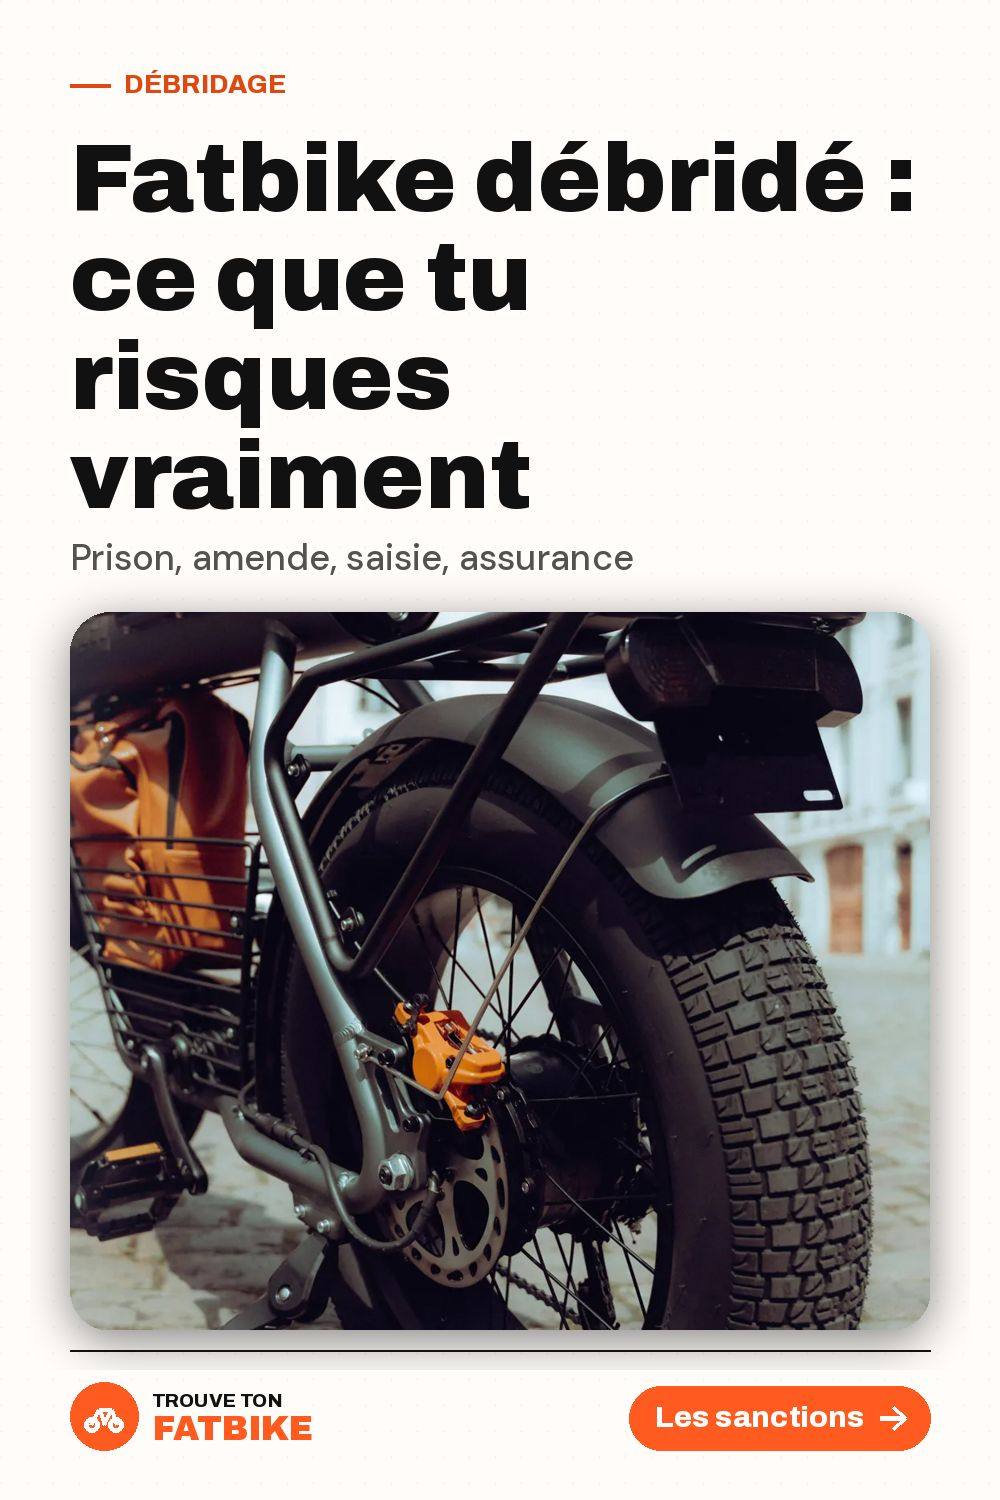 DÉBRIDAGE
Fatbike débridé :
ce que tu
risques
vraiment
Prison, amende, saisie, assurance
TROUVE TON
FATBIKE
Les sanctions